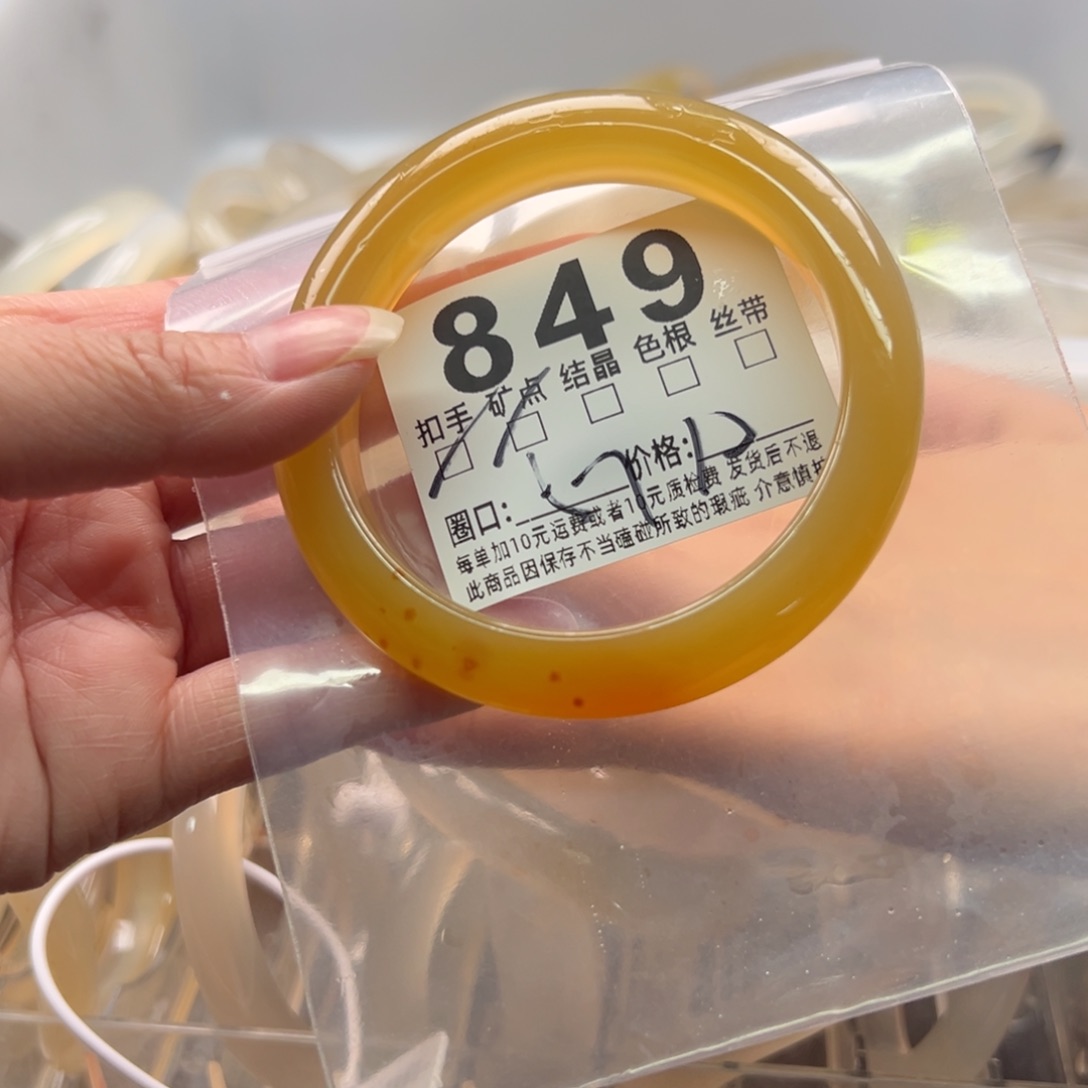 849
扣手 矿点 结晶 色根 丝带
圈口: 价格:
每单加10元运费或者10元质检费 发货后不退
此商品因保存不当磕碰所致的瑕疵 介意慎拍